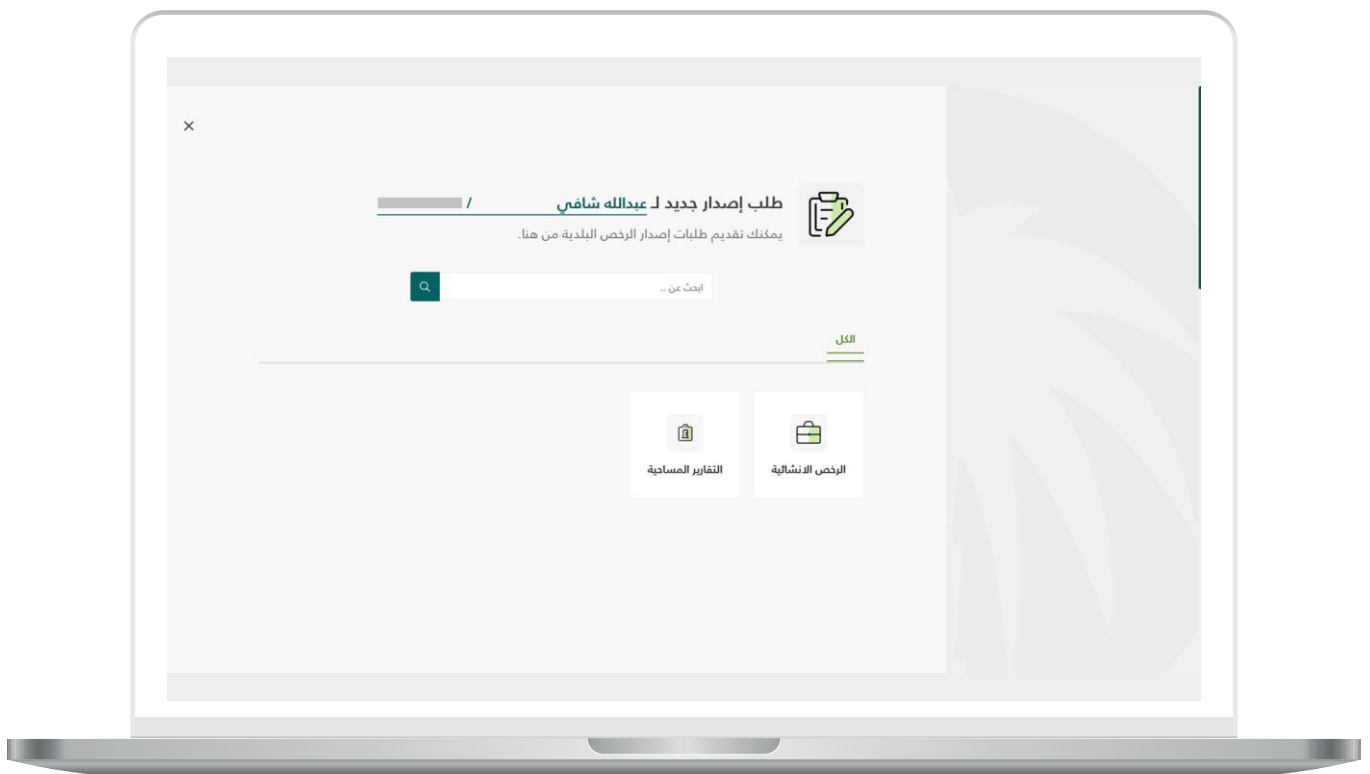 طلب إصدار جديد لـ عبدالله شافي /
يمكنك تقديم طلبات إصدار الرخص البلدية من هنا.
ابحث عن ..
الكل
الرخص الانشائية
التقارير المساحية